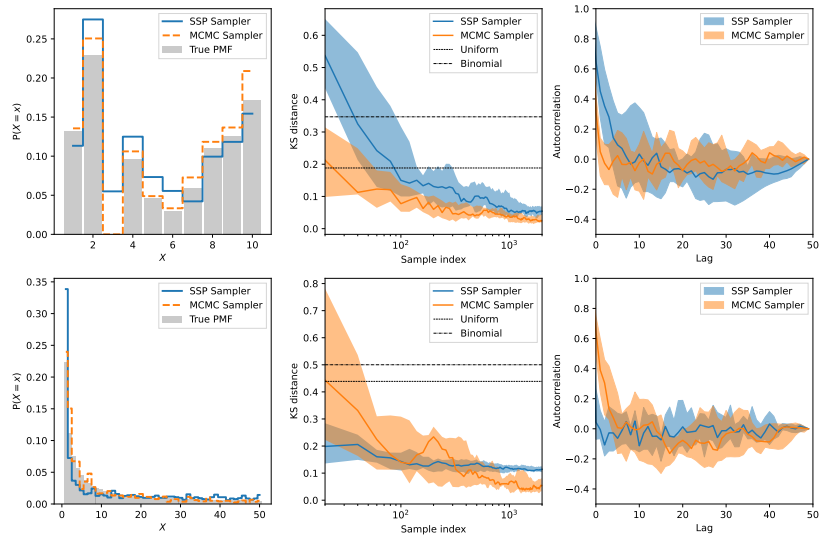 P(X = x)
0.25
0.20
0.15
0.10
0.05
0.00
SSP Sampler
MCMC Sampler
True PMF
2
4
6
8
10
X
KS distance
1.0
0.8
0.6
0.4
0.2
0.0
SSP Sampler
MCMC Sampler
Uniform
Binomial
10²
10³
Sample index
Autocorrelation
1.0
0.8
0.6
0.4
0.2
0.0
−0.2
−0.4
SSP Sampler
MCMC Sampler
0
10
20
30
40
50
Lag
P(X = x)
0.35
0.30
0.25
0.20
0.15
0.10
0.05
0.00
SSP Sampler
MCMC Sampler
True PMF
0
10
20
30
40
50
X
KS distance
0.8
0.7
0.6
0.5
0.4
0.3
0.2
0.1
0.0
SSP Sampler
MCMC Sampler
Uniform
Binomial
10²
10³
Sample index
Autocorrelation
1.0
0.8
0.6
0.4
0.2
0.0
−0.2
−0.4
SSP Sampler
MCMC Sampler
0
10
20
30
40
50
Lag